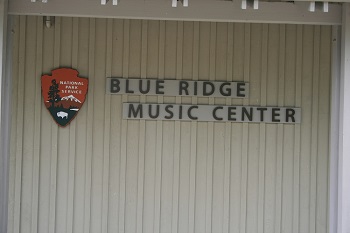 NATIONAL
PARK
SERVICE
BLUE RIDGE
MUSIC CENTER